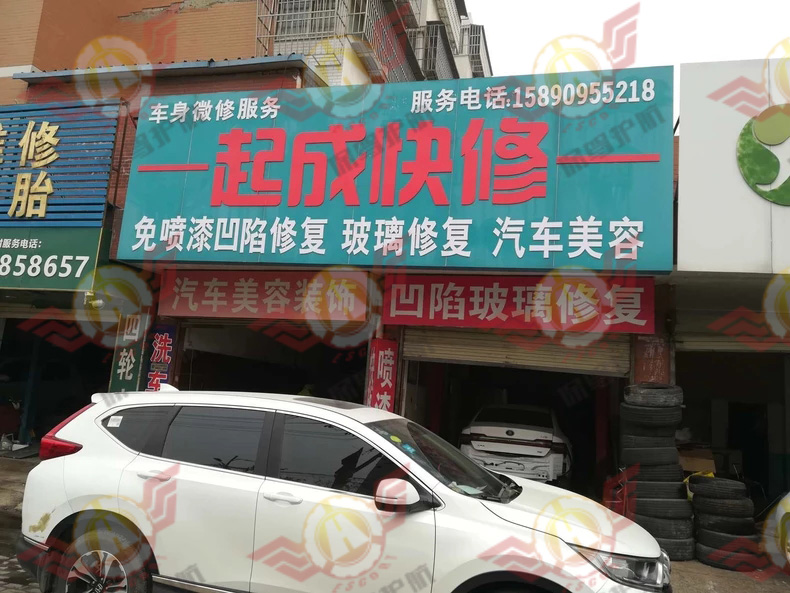 车身微修服务
服务电话:15890955218
一起成快修一
免喷漆凹陷修复 玻璃修复 汽车美容
汽车美容装饰
凹陷玻璃修复
修
胎
服务电话:
858657
四轮
洗车
喷漆